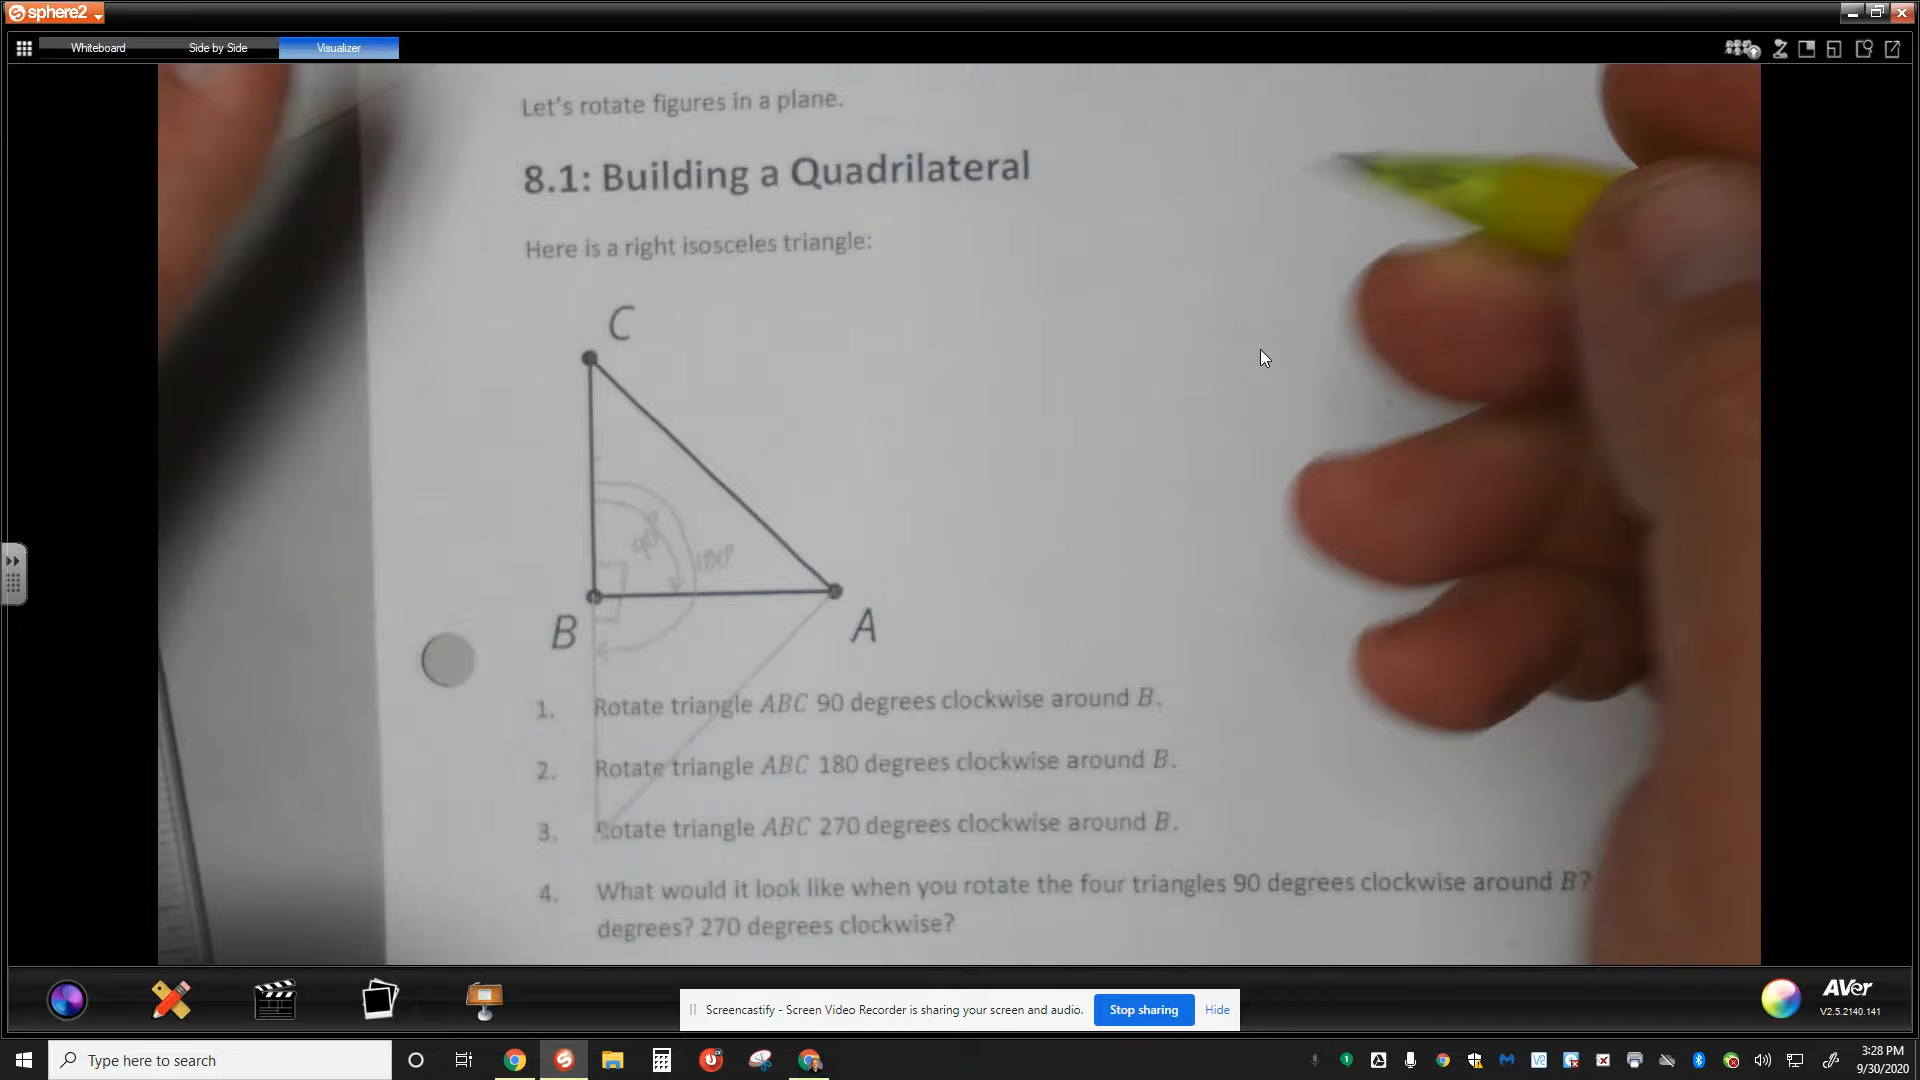 sphere2
Whiteboard
Side by Side
Visualizer
Let's rotate figures in a plane.
8.1: Building a Quadrilateral
Here is a right isosceles triangle:
C
90°
180°
B
A
1. Rotate triangle ABC 90 degrees clockwise around B.
2. Rotate triangle ABC 180 degrees clockwise around B.
3. Rotate triangle ABC 270 degrees clockwise around B.
4. What would it look like when you rotate the four triangles 90 degrees clockwise around B?
degrees? 270 degrees clockwise?
Screencastify - Screen Video Recorder is sharing your screen and audio.
Stop sharing
Hide
AVer
V2.5.2140.141
Type here to search
3:28 PM
9/30/2020